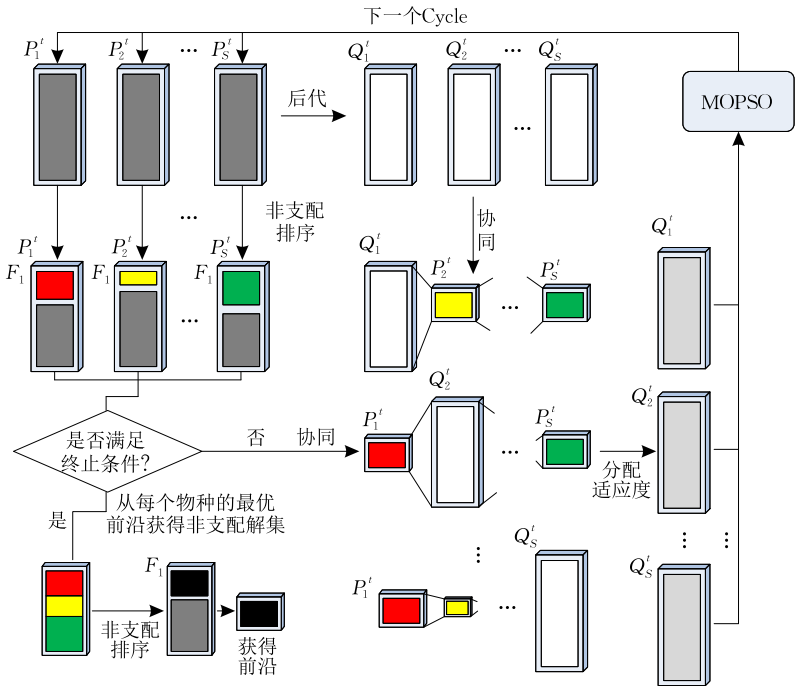 下一个Cycle
P₁ᵗ P₂ᵗ … Pₛᵗ
Q₁ᵗ Q₂ᵗ … Qₛᵗ
MOPSO
后代
…
…
非支配
排序
协
同
P₁ᵗ P₂ᵗ Pₛᵗ
F₁ F₁ F₁
…
Q₁ᵗ P₂ᵗ … Pₛᵗ
Q₁ᵗ
是否满足
终止条件?
否 协同
P₁ᵗ Q₂ᵗ … Pₛᵗ
分配
适应度
Q₂ᵗ
是
从每个物种的最优
前沿获得非支配解集
F₁
非支配
排序
获得
前沿
⋮
P₁ᵗ … Qₛᵗ
⋮ ⋮
Qₛᵗ